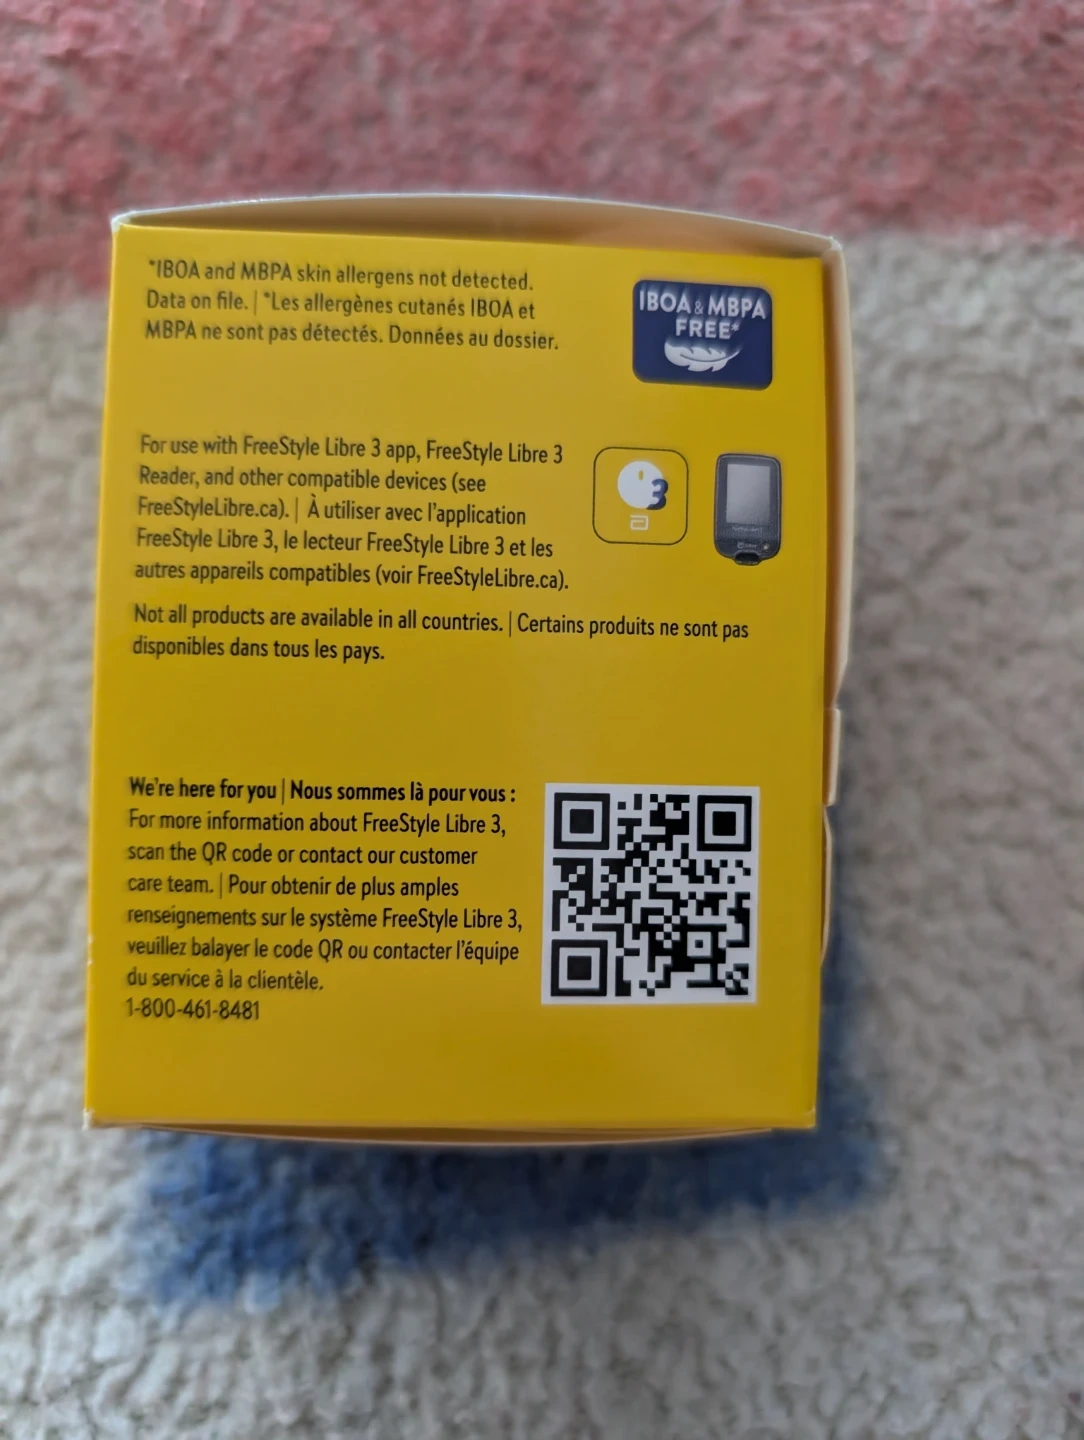 *IBOA and MBPA skin allergens not detected.
Data on file. | *Les allergènes cutanés IBOA et
MBPA ne sont pas détectés. Données au dossier.
IBOA & MBPA
FREE*
For use with FreeStyle Libre 3 app, FreeStyle Libre 3
Reader, and other compatible devices (see
FreeStyleLibre.ca). | À utiliser avec l'application
FreeStyle Libre 3, le lecteur FreeStyle Libre 3 et les
autres appareils compatibles (voir FreeStyleLibre.ca).
3
Not all products are available in all countries. | Certains produits ne sont pas
disponibles dans tous les pays.
We're here for you | Nous sommes là pour vous :
For more information about FreeStyle Libre 3,
scan the QR code or contact our customer
care team. | Pour obtenir de plus amples
renseignements sur le système FreeStyle Libre 3,
veuillez balayer le code QR ou contacter l'équipe
du service à la clientèle.
1-800-461-8481